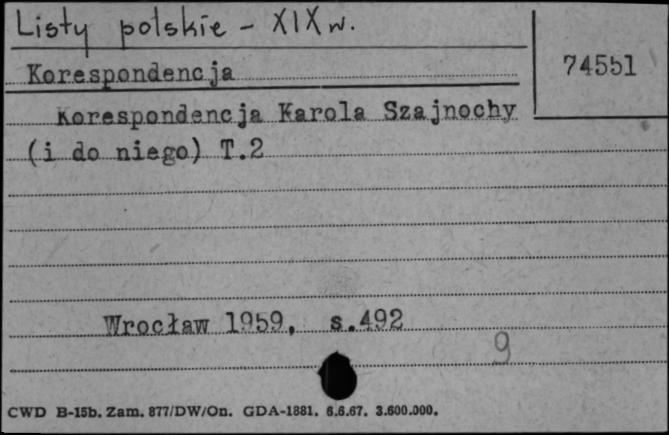 Listy polskie - XIX w.
Korespondencja
74551
Korespondencja Karola Szajnochy
(i do niego) T.2
Wrocław 1959, s.492
9
CWD B-15b. Zam. 877/DW/On. GDA-1881. 6.6.67. 3.600.000.